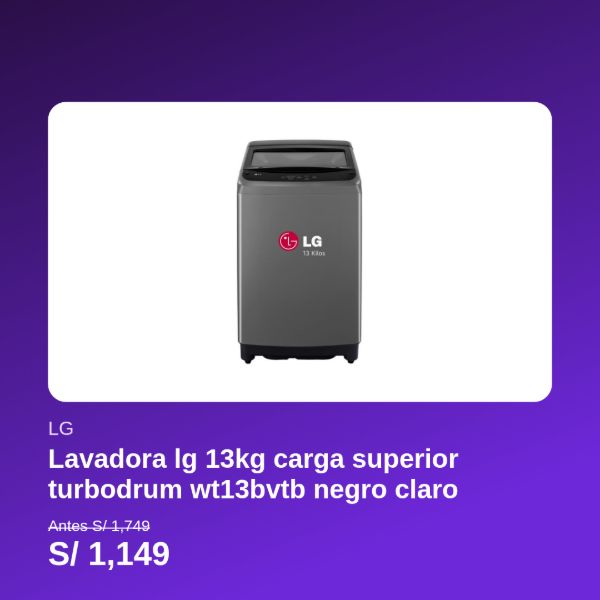 LG
13 Kilos
LG
Lavadora lg 13kg carga superior
turbodrum wt13bvtb negro claro
Antes S/ 1,749
S/ 1,149